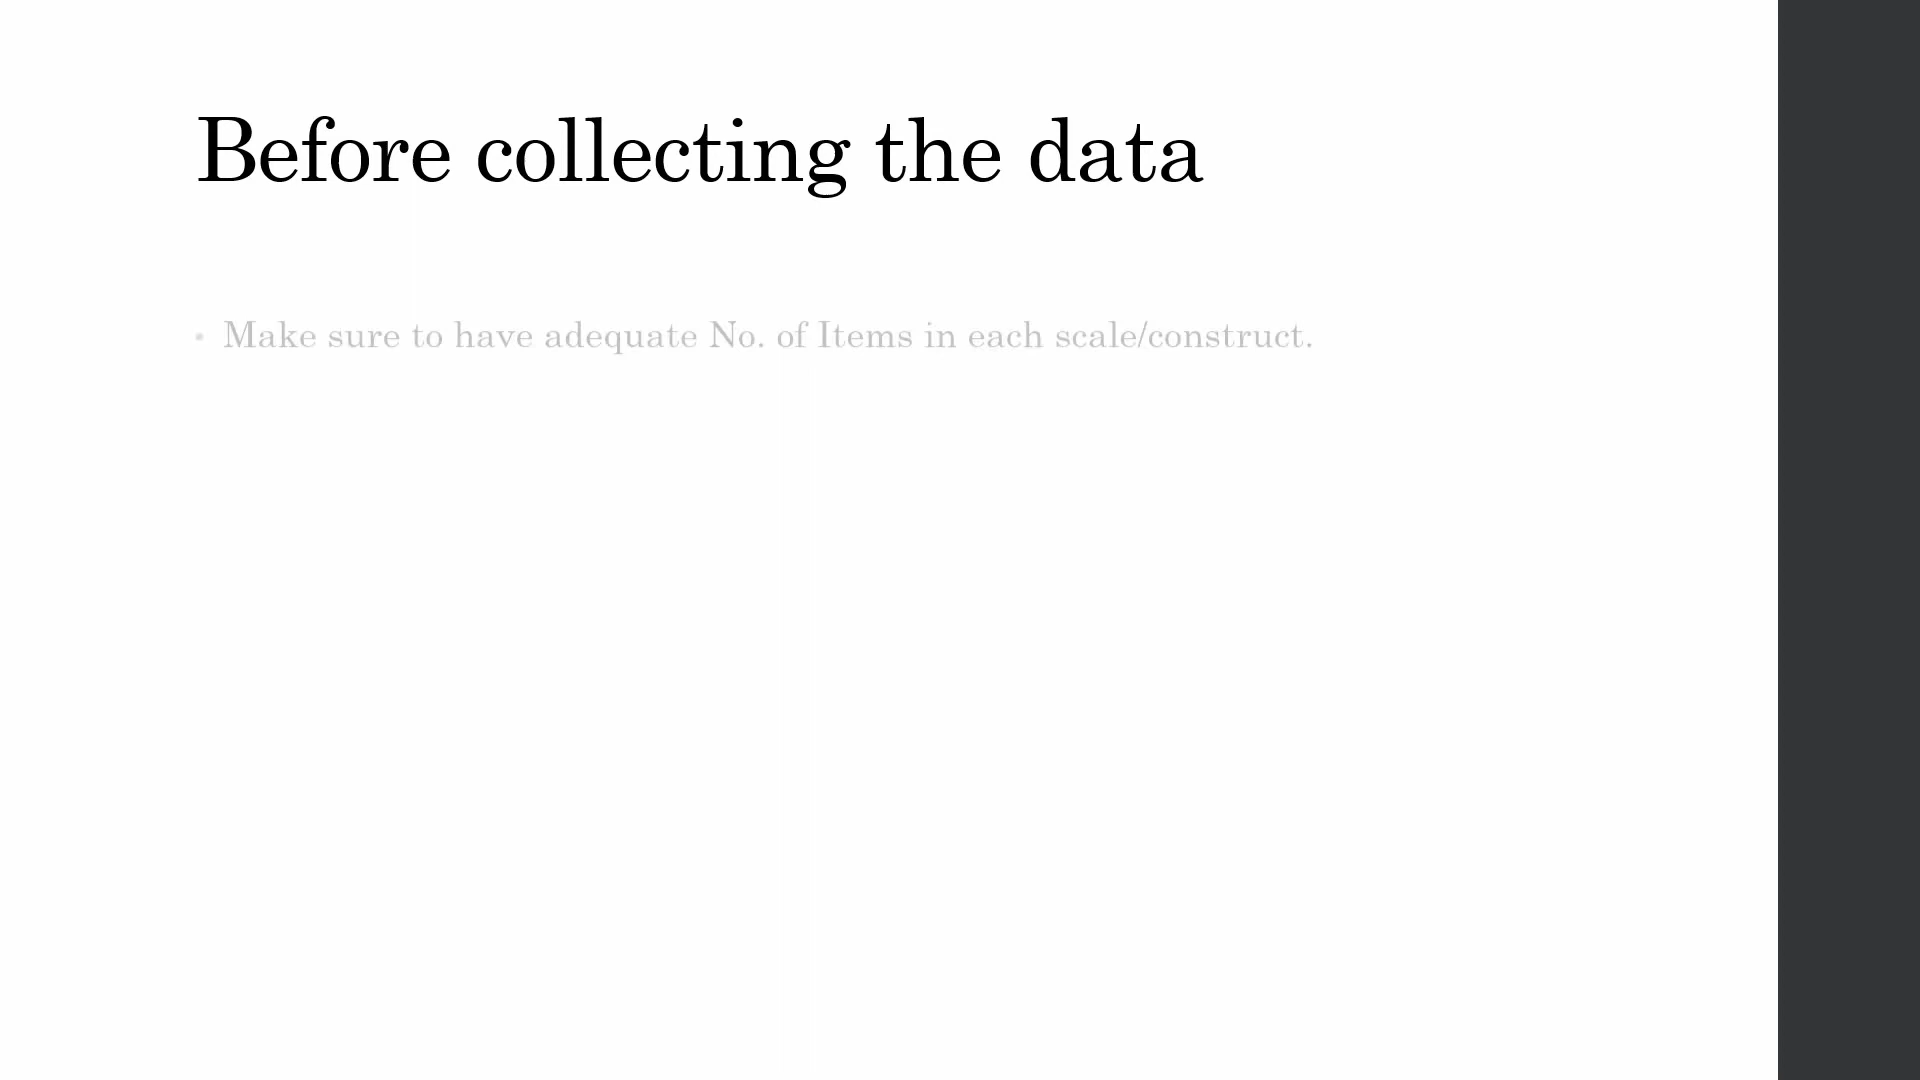 Before collecting the data
• Make sure to have adequate No. of Items in each scale/construct.